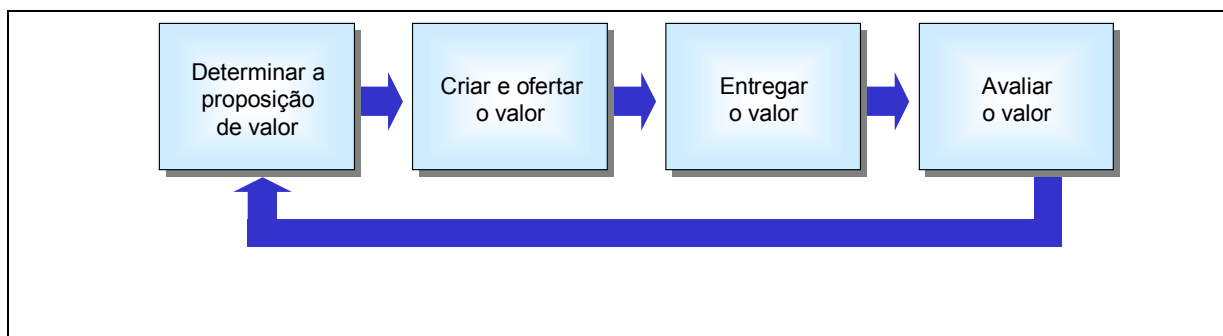 Determinar a
proposição
de valor
Criar e ofertar
o valor
Entregar
o valor
Avaliar
o valor